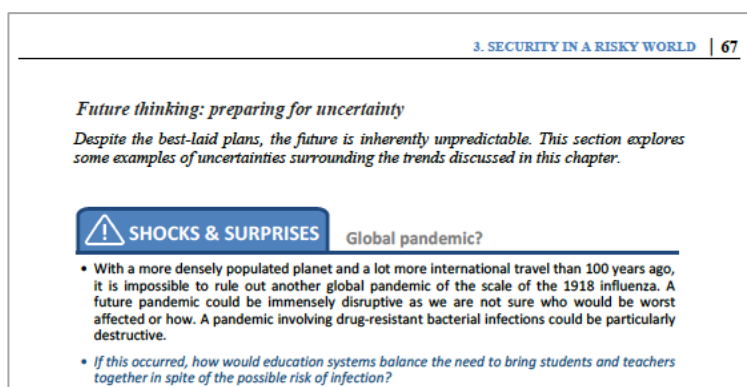 3. SECURITY IN A RISKY WORLD | 67
Future thinking: preparing for uncertainty
Despite the best-laid plans, the future is inherently unpredictable. This section explores
some examples of uncertainties surrounding the trends discussed in this chapter.
SHOCKS & SURPRISES Global pandemic?
• With a more densely populated planet and a lot more international travel than 100 years ago,
it is impossible to rule out another global pandemic of the scale of the 1918 influenza. A
future pandemic could be immensely disruptive as we are not sure who would be worst
affected or how. A pandemic involving drug-resistant bacterial infections could be particularly
destructive.
• If this occurred, how would education systems balance the need to bring students and teachers
together in spite of the possible risk of infection?